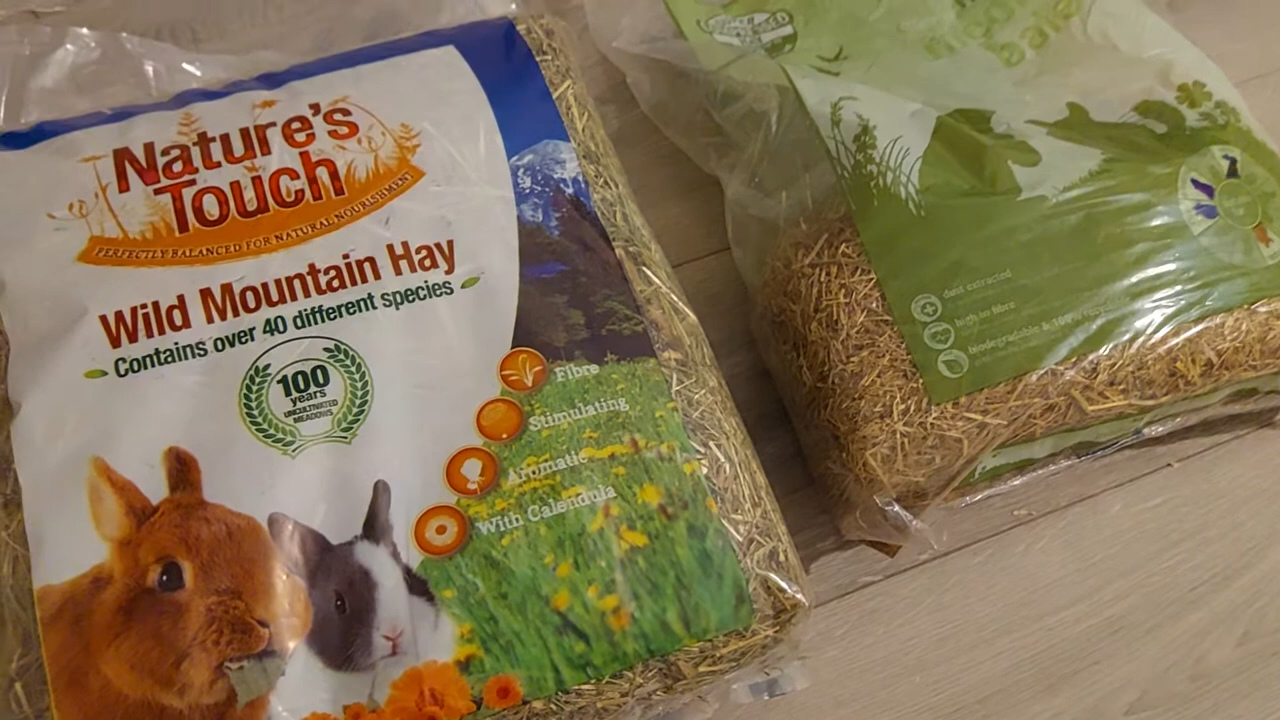 Nature's
Touch
PERFECTLY BALANCED FOR NATURAL NOURISHMENT
Wild Mountain Hay
Contains over 40 different species
100
years
UNCULTIVATED
MEADOWS
Fibre
Stimulating
Aromatic
With Calendula
dust extracted
high in fibre
biodegradable & 100%